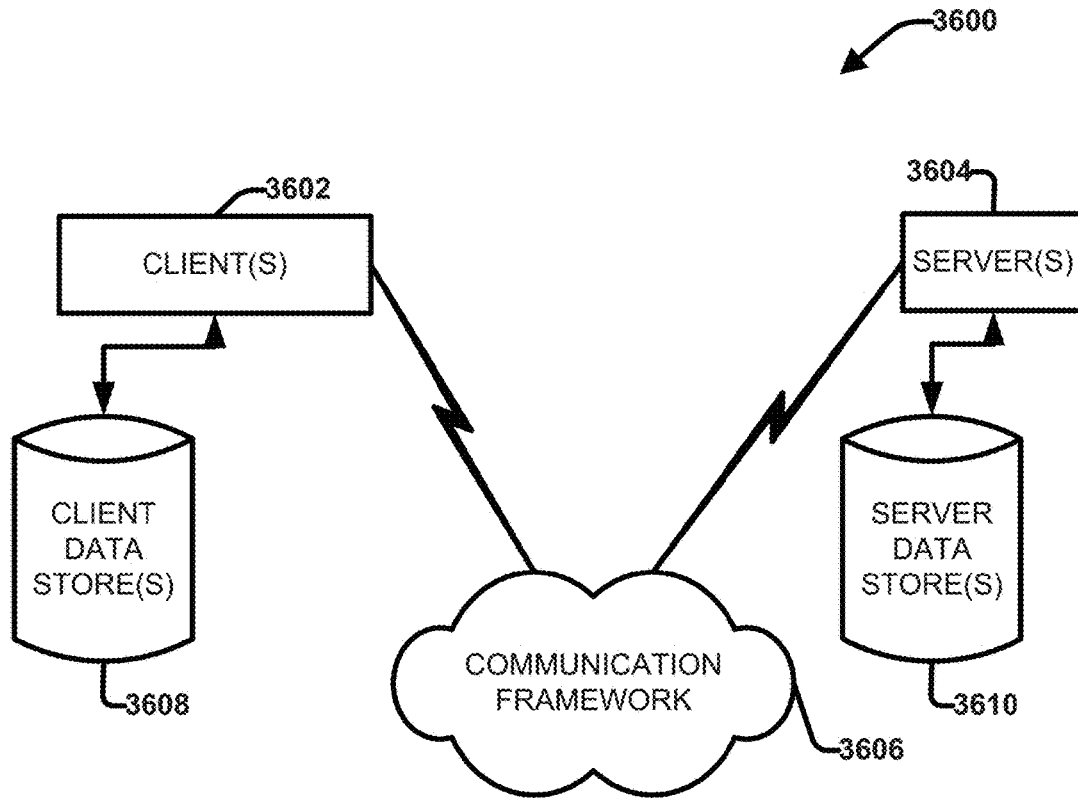 3600
3602
3604
CLIENT(S)
SERVER(S)
CLIENT
DATA
STORE(S)
SERVER
DATA
STORE(S)
COMMUNICATION
FRAMEWORK
3608
3610
3606